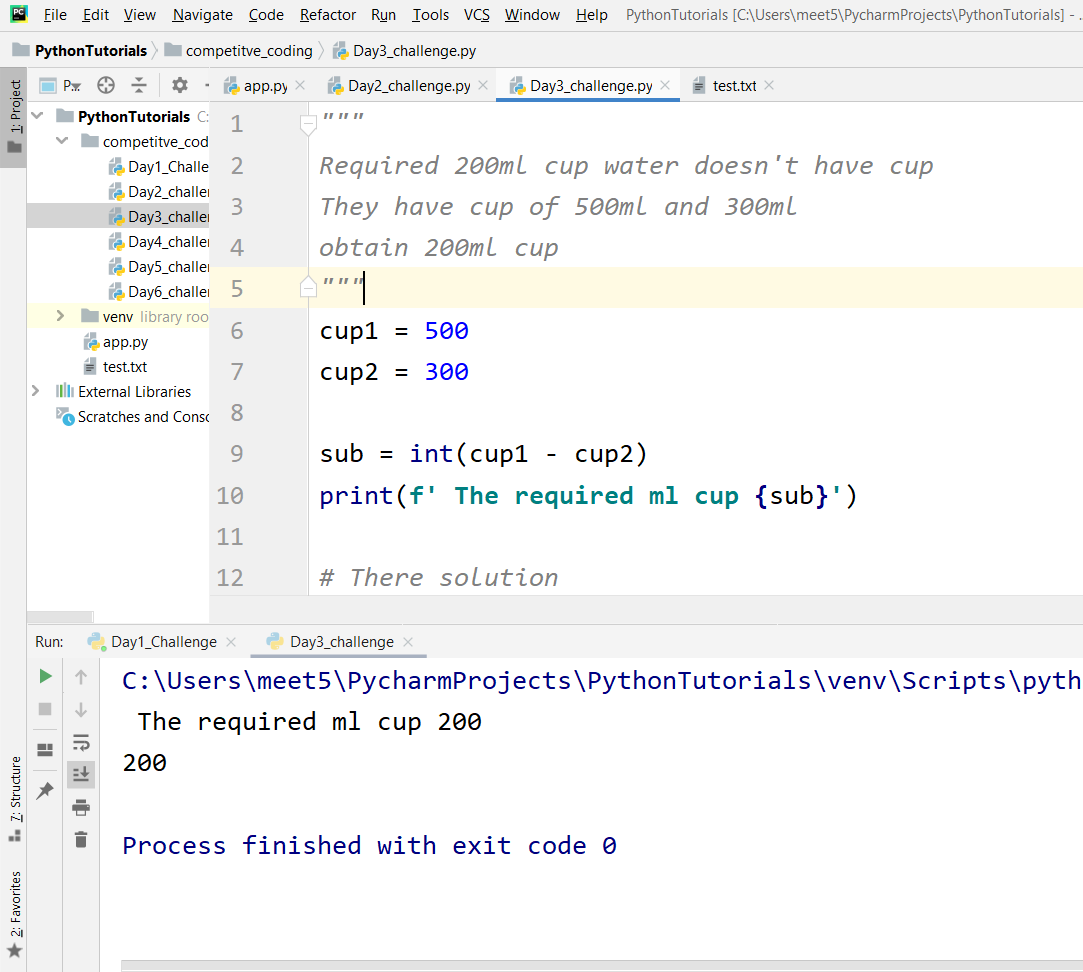 PC File Edit View Navigate Code Refactor Run Tools VCS Window Help PythonTutorials [C:\Users\meet5\PycharmProjects\PythonTutorials] - .
PythonTutorials competitve_coding Day3_challenge.py
1: Project
P
app.py Day2_challenge.py Day3_challenge.py test.txt
PythonTutorials C:
competitve_cod
Day1_Challe
Day2_challer
Day3_challer
Day4_challer
Day5_challer
Day6_challer
venv library roo
app.py
test.txt
External Libraries
Scratches and Conso
1 """
2 Required 200ml cup water doesn't have cup
3 They have cup of 500ml and 300ml
4 obtain 200ml cup
5 """
6 cup1 = 500
7 cup2 = 300
8
9 sub = int(cup1 - cup2)
10 print(f' The required ml cup {sub}')
11
12 # There solution
Run: Day1_Challenge Day3_challenge
C:\Users\meet5\PycharmProjects\PythonTutorials\venv\Scripts\pyth
The required ml cup 200
200
Process finished with exit code 0
7: Structure
2: Favorites